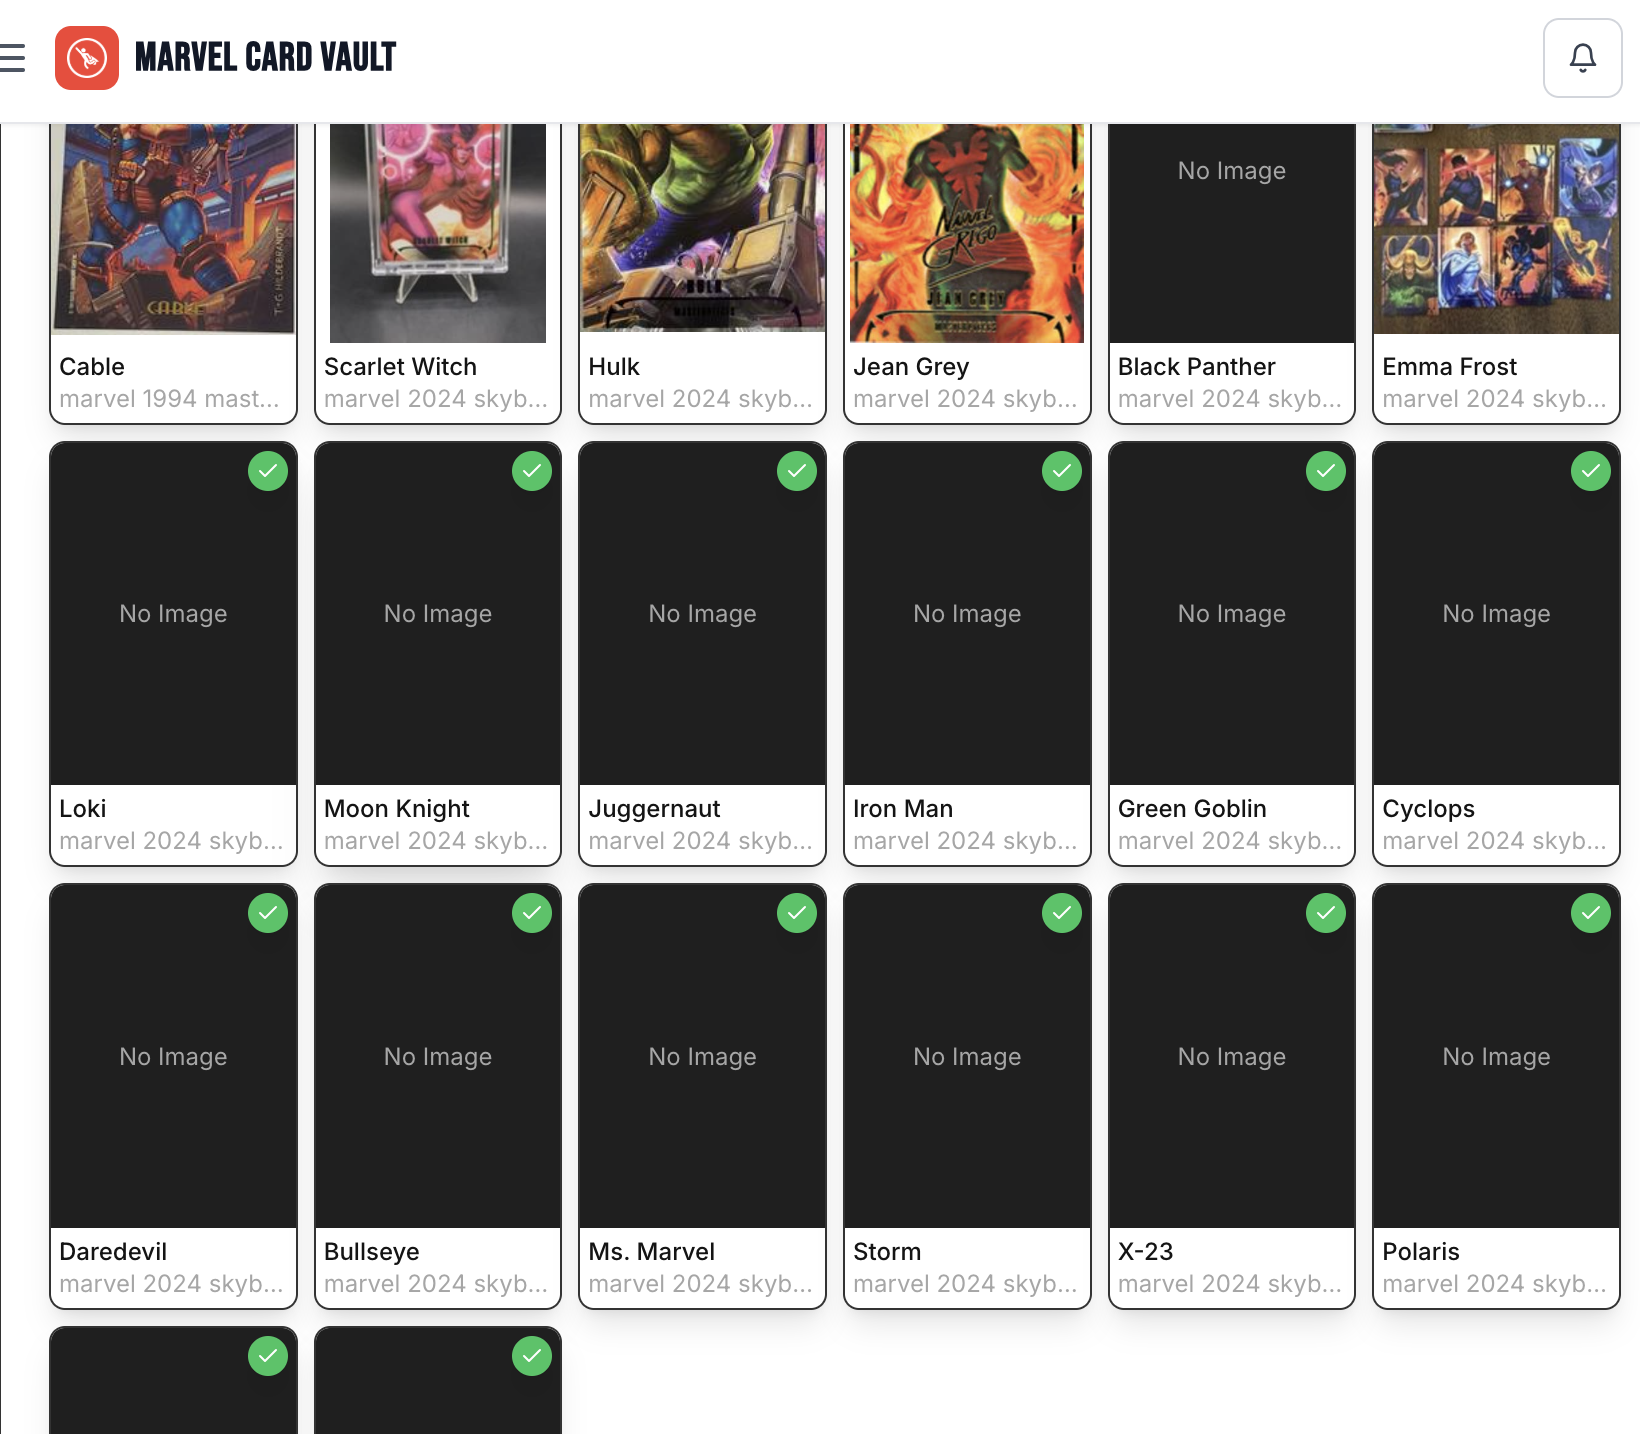 MARVEL CARD VAULT
No Image
CABLE
T+G HILDEBRANDT
SCARLET WITCH
HULK
MASTERPIECES
JEAN GREY
MASTERPIECES
Cable
marvel 1994 mast...
Scarlet Witch
marvel 2024 skyb...
Hulk
marvel 2024 skyb...
Jean Grey
marvel 2024 skyb...
Black Panther
marvel 2024 skyb...
Emma Frost
marvel 2024 skyb...
No Image
No Image
No Image
No Image
No Image
No Image
Loki
marvel 2024 skyb...
Moon Knight
marvel 2024 skyb...
Juggernaut
marvel 2024 skyb...
Iron Man
marvel 2024 skyb...
Green Goblin
marvel 2024 skyb...
Cyclops
marvel 2024 skyb...
No Image
No Image
No Image
No Image
No Image
No Image
Daredevil
marvel 2024 skyb...
Bullseye
marvel 2024 skyb...
Ms. Marvel
marvel 2024 skyb...
Storm
marvel 2024 skyb...
X-23
marvel 2024 skyb...
Polaris
marvel 2024 skyb...